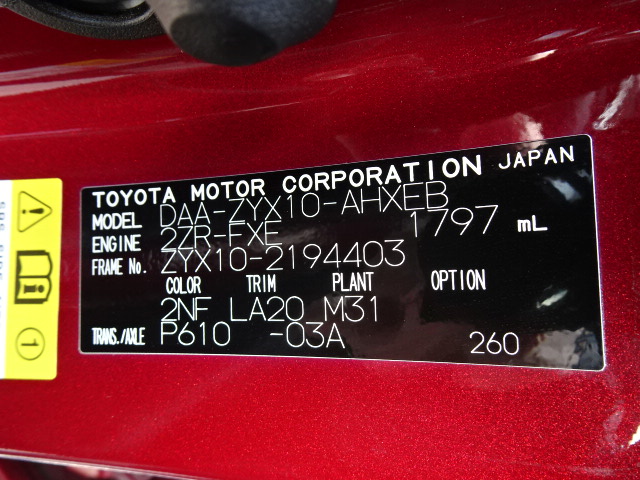 TOYOTA MOTOR CORPORATION JAPAN
MODEL DAA-ZYX10-AHXEB
ENGINE 2ZR-FXE 1797 mL
FRAME No. ZYX10-2194403
COLOR TRIM PLANT OPTION
2NF LA20 M31
TRANS./AXLE P610 -03A 260
1